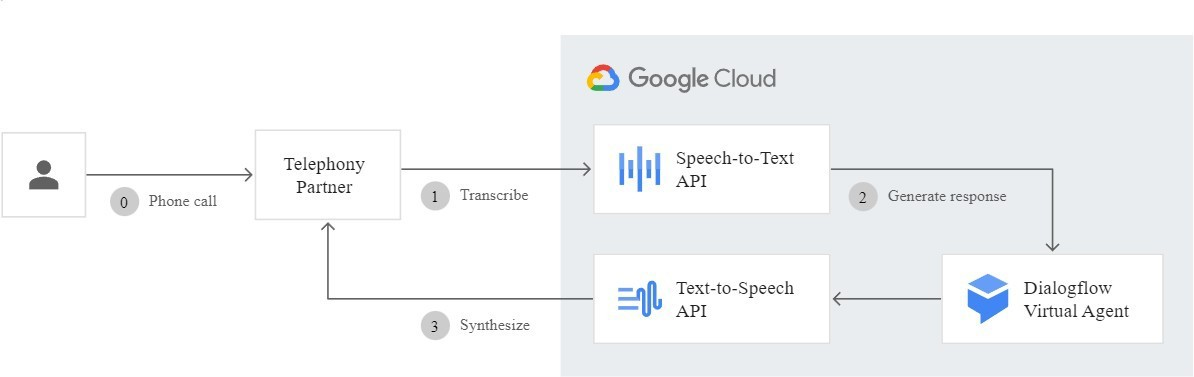 Google Cloud
Telephony
Partner
Speech-to-Text
API
0 Phone call
1 Transcribe
2 Generate response
Text-to-Speech
API
Dialogflow
Virtual Agent
3 Synthesize